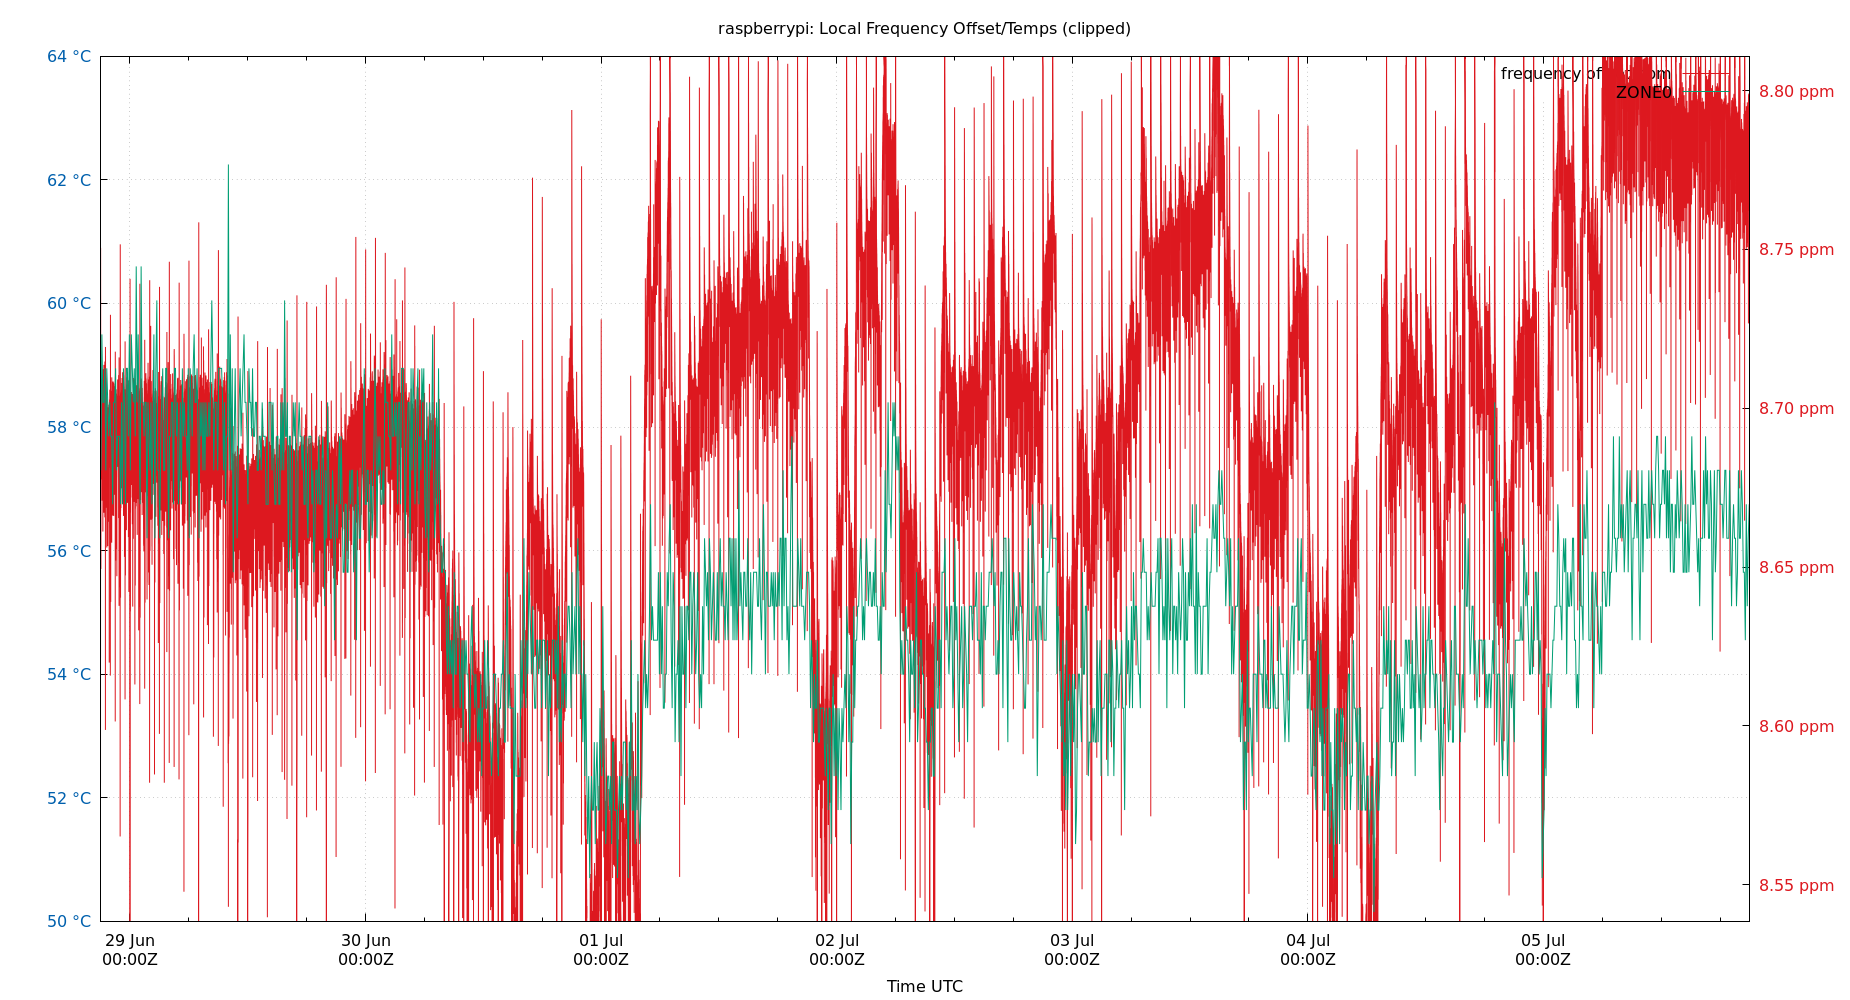 raspberrypi: Local Frequency Offset/Temps (clipped)
64 °C
62 °C
60 °C
58 °C
56 °C
54 °C
52 °C
50 °C
frequency of
ZONE0
8.80 ppm
8.75 ppm
8.70 ppm
8.65 ppm
8.60 ppm
8.55 ppm
29 Jun
00:00Z
30 Jun
00:00Z
01 Jul
00:00Z
02 Jul
00:00Z
03 Jul
00:00Z
04 Jul
00:00Z
05 Jul
00:00Z
Time UTC